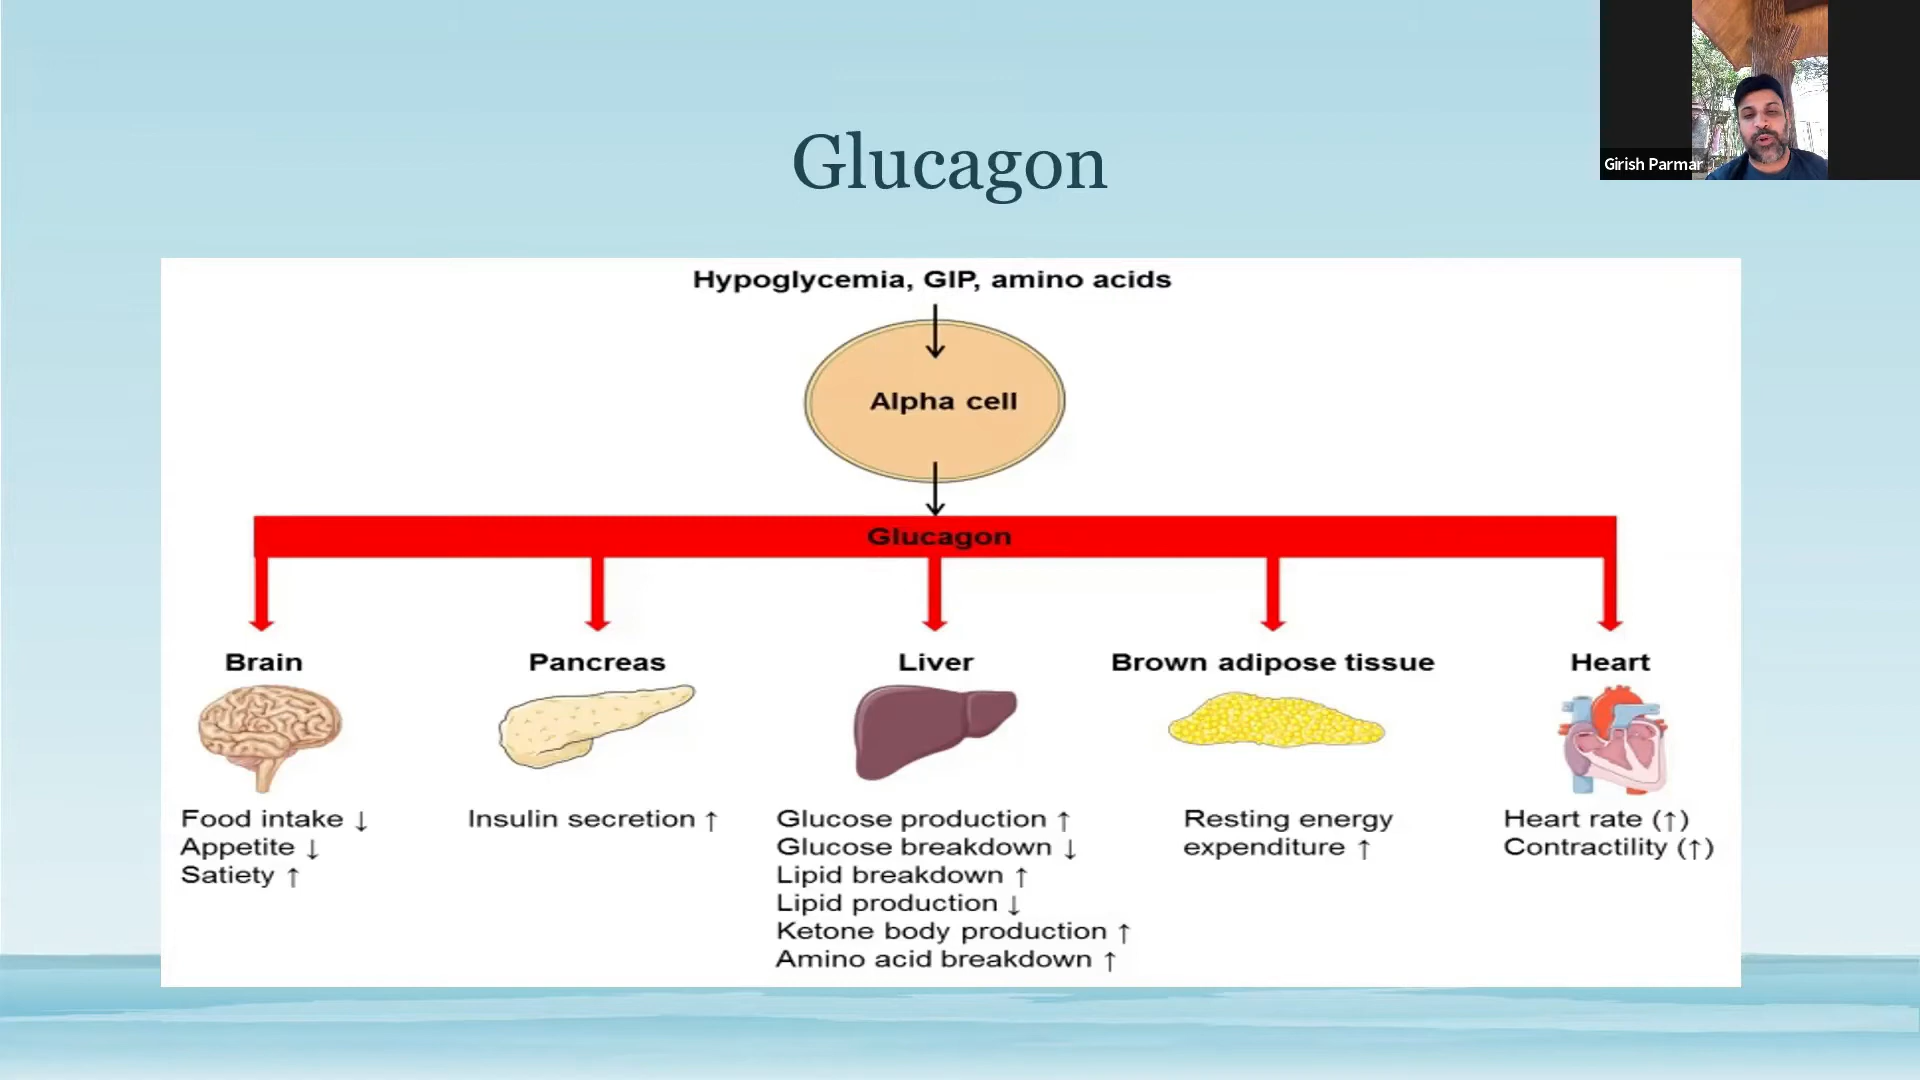 Glucagon
Girish Parmar
Hypoglycemia, GIP, amino acids
Alpha cell
Glucagon
Brain
Food intake ↓
Appetite ↓
Satiety ↑
Pancreas
Insulin secretion ↑
Liver
Glucose production ↑
Glucose breakdown ↓
Lipid breakdown ↑
Lipid production ↓
Ketone body production ↑
Amino acid breakdown ↑
Brown adipose tissue
Resting energy
expenditure ↑
Heart
Heart rate (↑)
Contractility (↑)